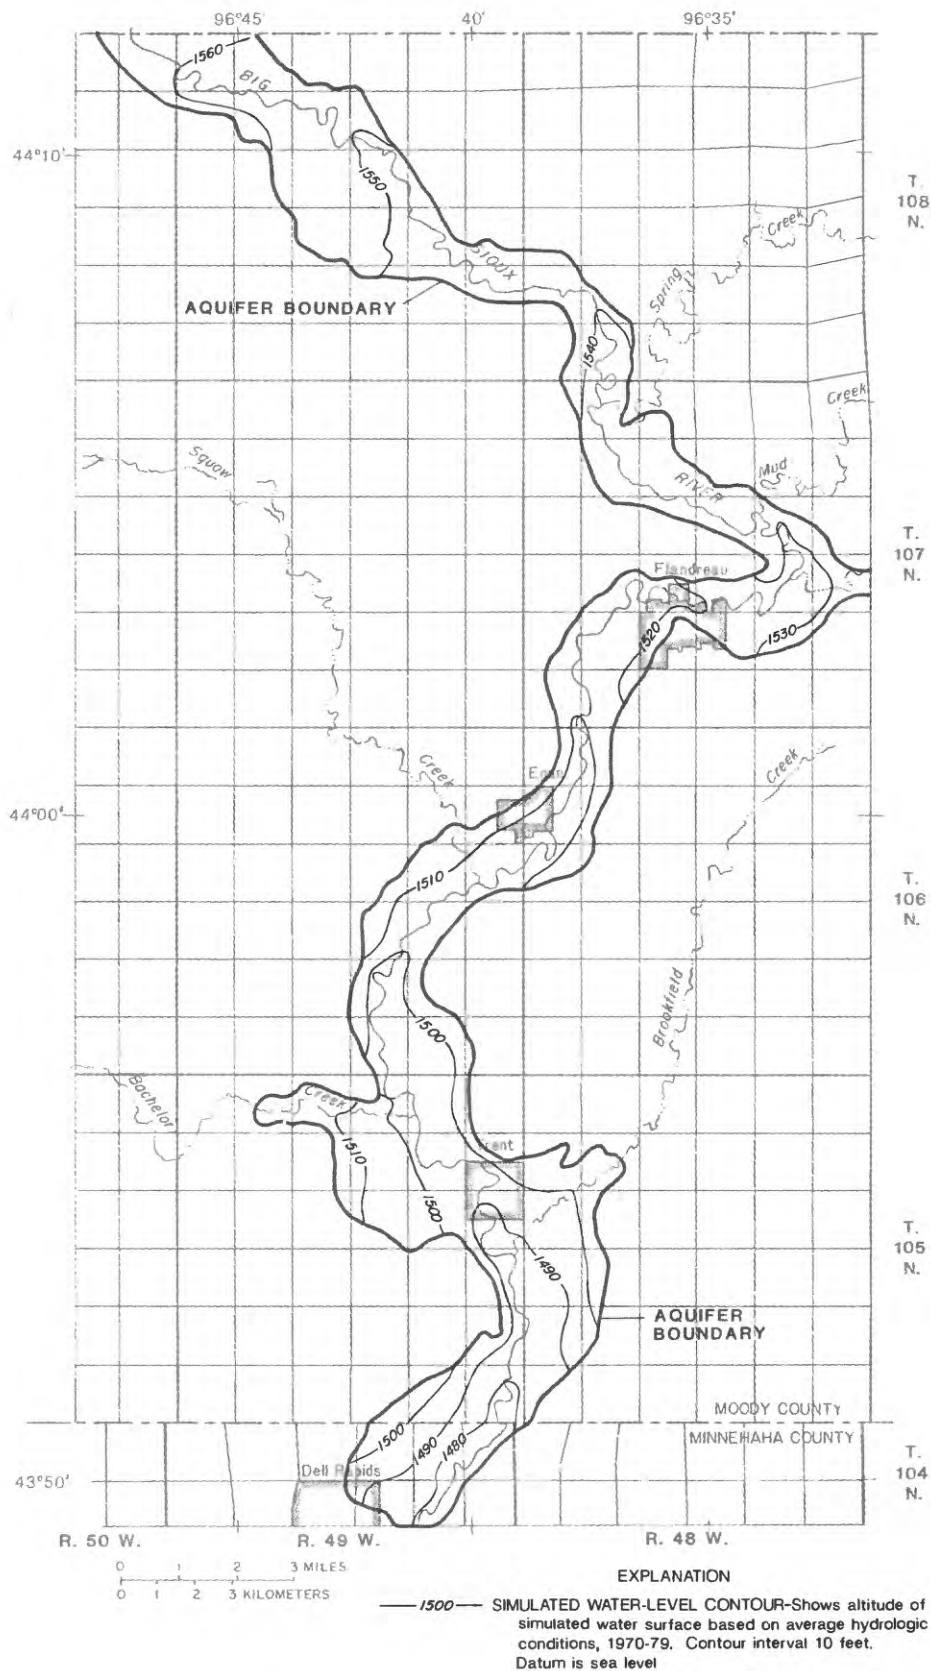 96°45' 40' 96°35'
1560
BIG
44°10'
1550
T.
108
N.
Creek
SIOUX
Spring
AQUIFER BOUNDARY
1540
Creek
Squaw
Mud
RIVER
T.
107
N.
Flandreau
1520
1530
Creek
Creek
Egan
44°00'
1510
T.
106
N.
Brookfield
1500
Bachelor
Creek
1510
Trent
1500
T.
105
N.
1490
AQUIFER
BOUNDARY
MOODY COUNTY
MINNEHAHA COUNTY
1500
1490
1480
Dell Rapids
43°50'
T.
104
N.
R. 50 W. R. 49 W. R. 48 W.
0 1 2 3 MILES
0 1 2 3 KILOMETERS
EXPLANATION
—1500— SIMULATED WATER-LEVEL CONTOUR-Shows altitude of
simulated water surface based on average hydrologic
conditions, 1970-79. Contour interval 10 feet.
Datum is sea level